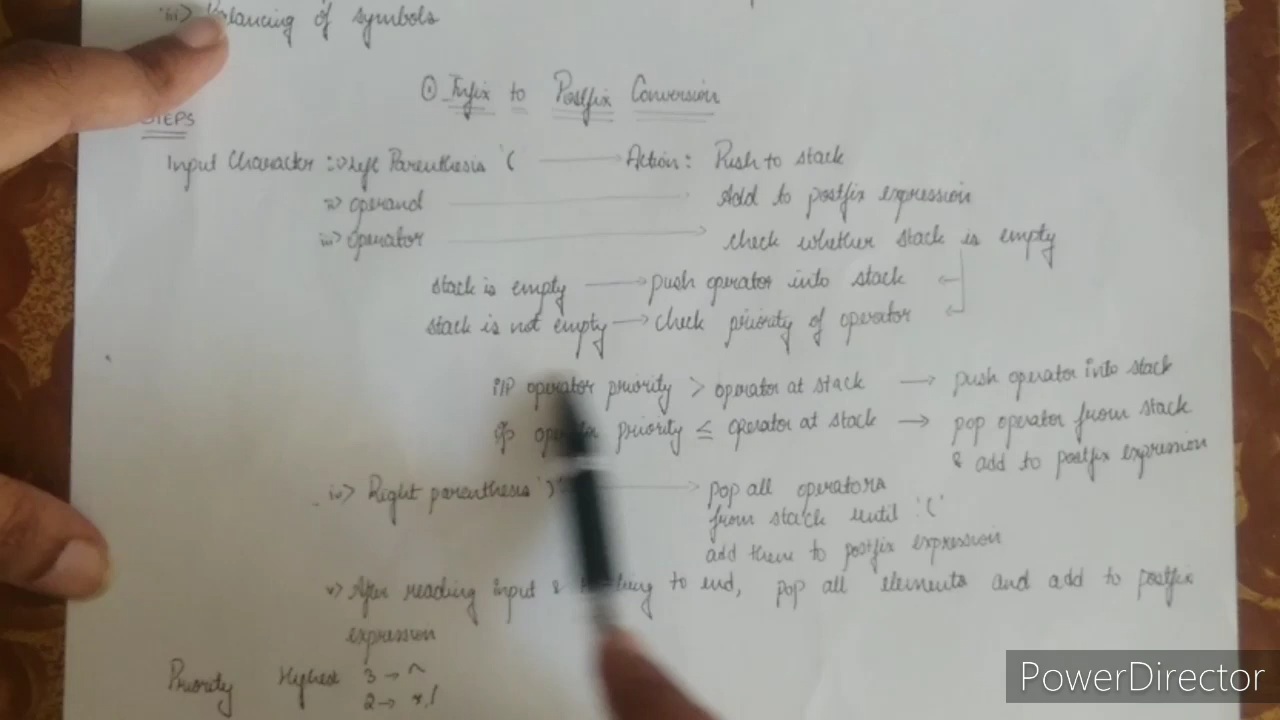 iii> Balancing of symbols
① Infix to Postfix Conversion
STEPS
Input Character : i> Left Parenthesis '( → Action: Push to stack
ii> operand Add to postfix expression
iii> operator → check whether stack is empty
stack is empty → push operator into stack ←
stack is not empty → check priority of operator ←
i/P operator priority > operator at stack → push operator into stack
i/p operator priority ≤ operator at stack → pop operator from stack
& add to postfix expression
iv> Right parenthesis ')' → pop all operators
from stack until '('
add them to postfix expression
v> After reading input & to end, pop all elements and add to postfix
expression
Priority Highest 3 → ^
2 → *,/
PowerDirector